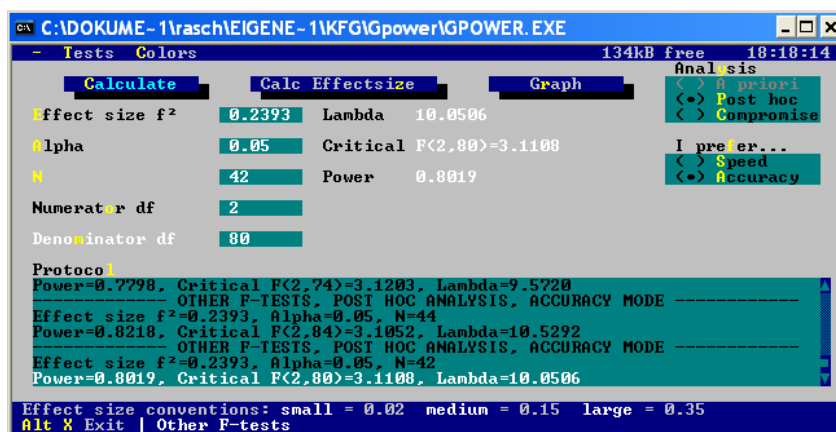 C:\DOKUME~1\rasch\EIGENE~1\KFG\Gpower\GPOWER.EXE
- Tests Colors 134kB free 18:18:14
Calculate Calc Effectsize Graph
Analysis
( ) A priori
(•) Post hoc
( ) Compromise
Effect size f² 0.2393 Lambda 10.0506
Alpha 0.05 Critical F(2,80)=3.1108
I prefer...
( ) Speed
(•) Accuracy
N 42 Power 0.8019
Numerator df 2
Denominator df 80
Protocol
Power=0.7798, Critical F(2,74)=3.1203, Lambda=9.5720
------------- OTHER F-TESTS, POST HOC ANALYSIS, ACCURACY MODE ------------
Effect size f²=0.2393, Alpha=0.05, N=44
Power=0.8218, Critical F(2,84)=3.1052, Lambda=10.5292
------------- OTHER F-TESTS, POST HOC ANALYSIS, ACCURACY MODE ------------
Effect size f²=0.2393, Alpha=0.05, N=42
Power=0.8019, Critical F(2,80)=3.1108, Lambda=10.0506
Effect size conventions: small = 0.02 medium = 0.15 large = 0.35
Alt X Exit | Other F-tests